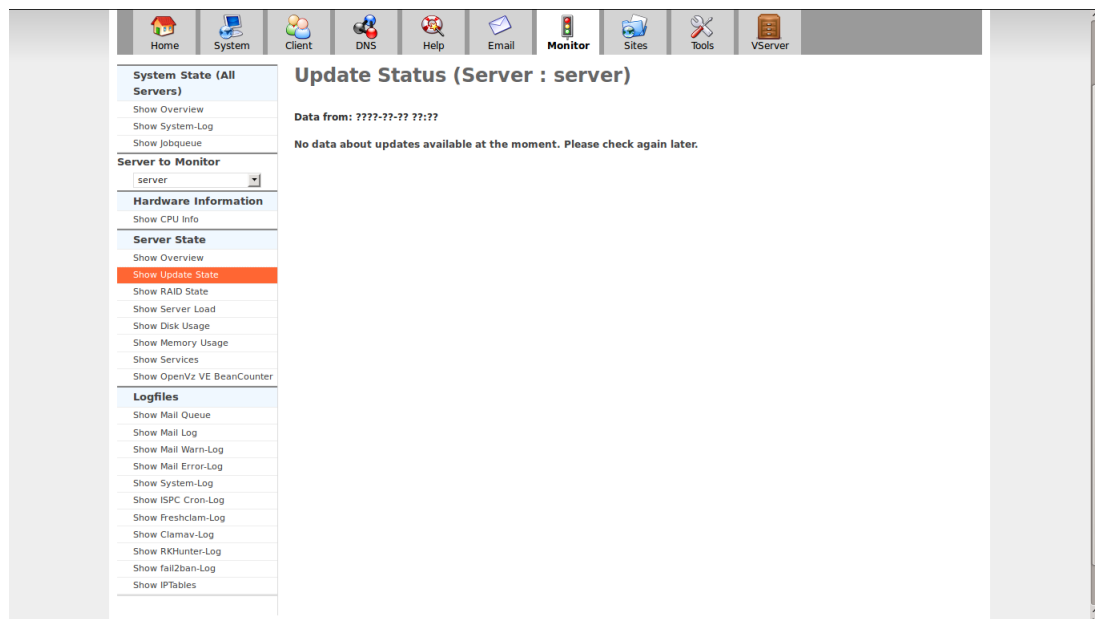 Home System Client DNS Help Email Monitor Sites Tools VServer
System State (All
Servers)
Show Overview
Show System-Log
Show Jobqueue
Server to Monitor
server
Hardware Information
Show CPU Info
Server State
Show Overview
Show Update State
Show RAID State
Show Server Load
Show Disk Usage
Show Memory Usage
Show Services
Show OpenVz VE BeanCounter
Logfiles
Show Mail Queue
Show Mail Log
Show Mail Warn-Log
Show Mail Error-Log
Show System-Log
Show ISPC Cron-Log
Show Freshclam-Log
Show Clamav-Log
Show RKHunter-Log
Show fail2ban-Log
Show IPTables
Update Status (Server : server)
Data from: ????-??-?? ??:??
No data about updates available at the moment. Please check again later.